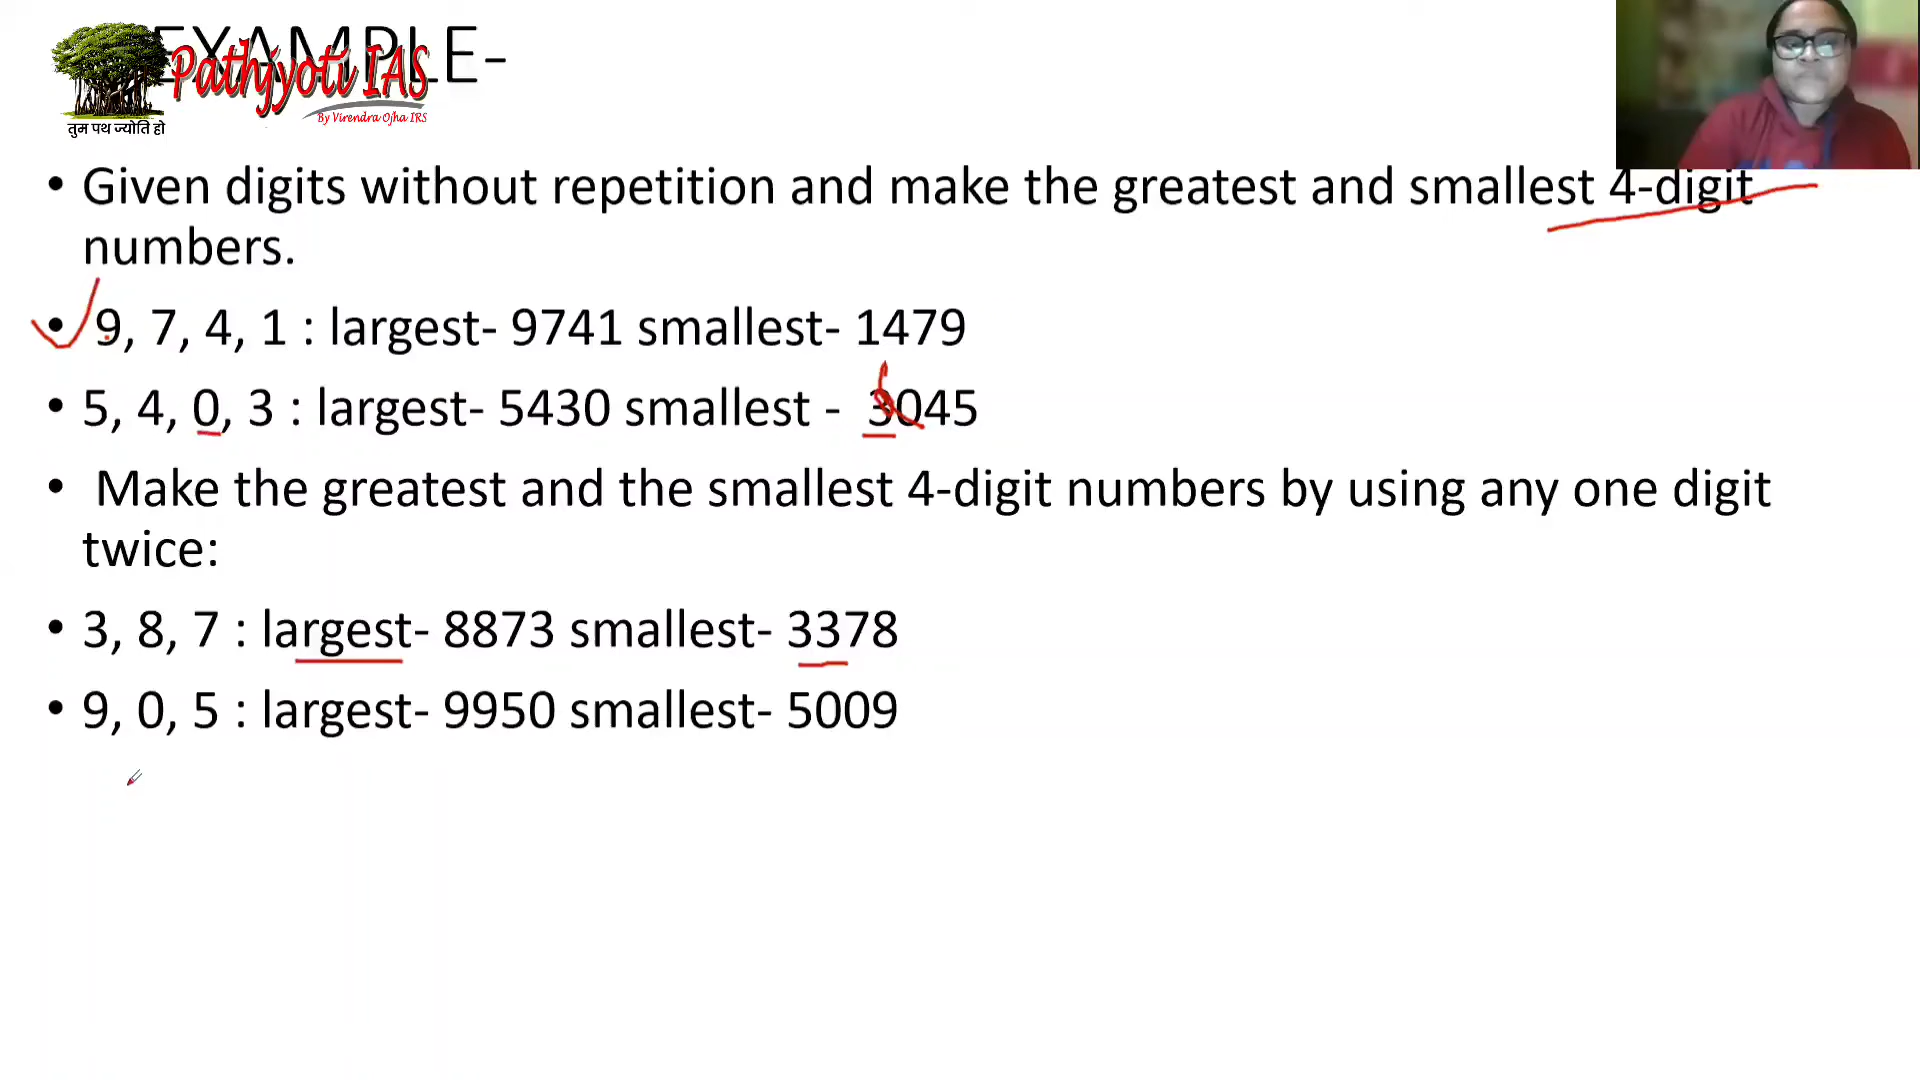 EXAMPLE-
Pathjyoti IAS
By Virendra Ojha IRS
तुम पथ ज्योति हो
• Given digits without repetition and make the greatest and smallest 4-digit
numbers.
• 9, 7, 4, 1 : largest- 9741 smallest- 1479
• 5, 4, 0, 3 : largest- 5430 smallest - 3045
• Make the greatest and the smallest 4-digit numbers by using any one digit
twice:
• 3, 8, 7 : largest- 8873 smallest- 3378
• 9, 0, 5 : largest- 9950 smallest- 5009